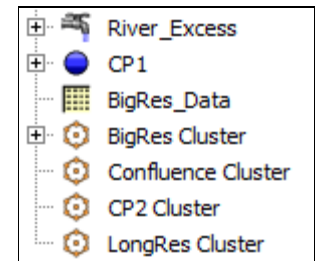 River_Excess
CP1
BigRes_Data
BigRes Cluster
Confluence Cluster
CP2 Cluster
LongRes Cluster